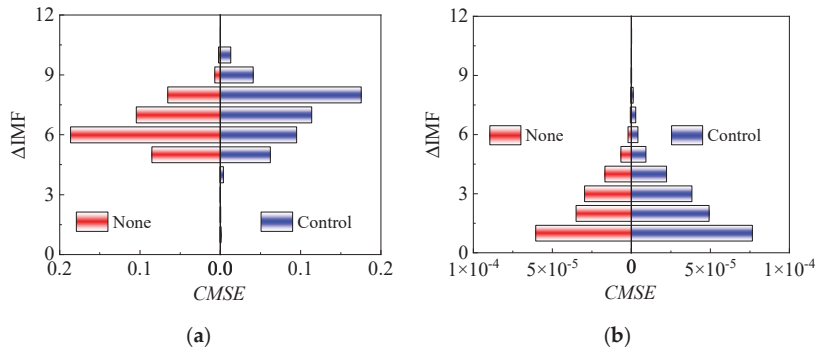 12
9
6
3
0
ΔIMF
None
Control
0.2
0.1
0.0
0.1
0.2
CMSE
(a)
12
9
6
3
0
ΔIMF
None
Control
1×10⁻⁴
5×10⁻⁵
0
5×10⁻⁵
1×10⁻⁴
CMSE
(b)